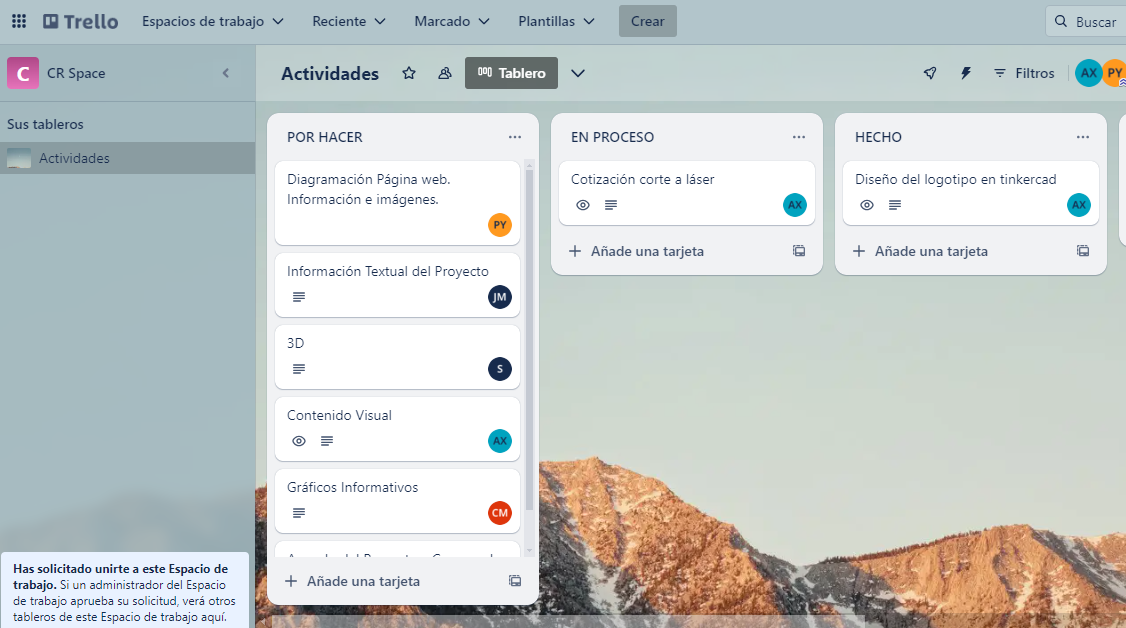 Trello
Espacios de trabajo
Reciente
Marcado
Plantillas
Crear
Buscar
C
CR Space
Actividades
Tablero
Filtros
AX
PY
Sus tableros
Actividades
POR HACER
Diagramación Página web.
Información e imágenes.
PY
Información Textual del Proyecto
JM
3D
S
Contenido Visual
AX
Gráficos Informativos
CM
Añade una tarjeta
EN PROCESO
Cotización corte a láser
AX
Añade una tarjeta
HECHO
Diseño del logotipo en tinkercad
AX
Añade una tarjeta
Has solicitado unirte a este Espacio de
trabajo. Si un administrador del Espacio
de trabajo aprueba su solicitud, verá otros
tableros de este Espacio de trabajo aquí.